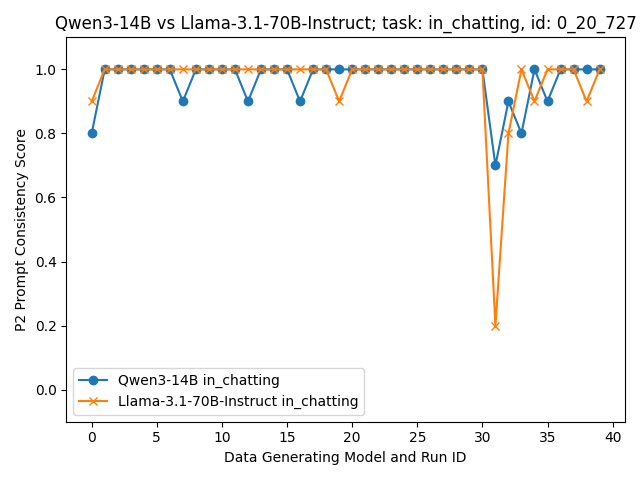 Qwen3-14B vs Llama-3.1-70B-Instruct; task: in_chatting, id: 0_20_727
1.0
0.8
0.6
0.4
0.2
0.0
P2 Prompt Consistency Score
Qwen3-14B in_chatting
Llama-3.1-70B-Instruct in_chatting
0 5 10 15 20 25 30 35 40
Data Generating Model and Run ID